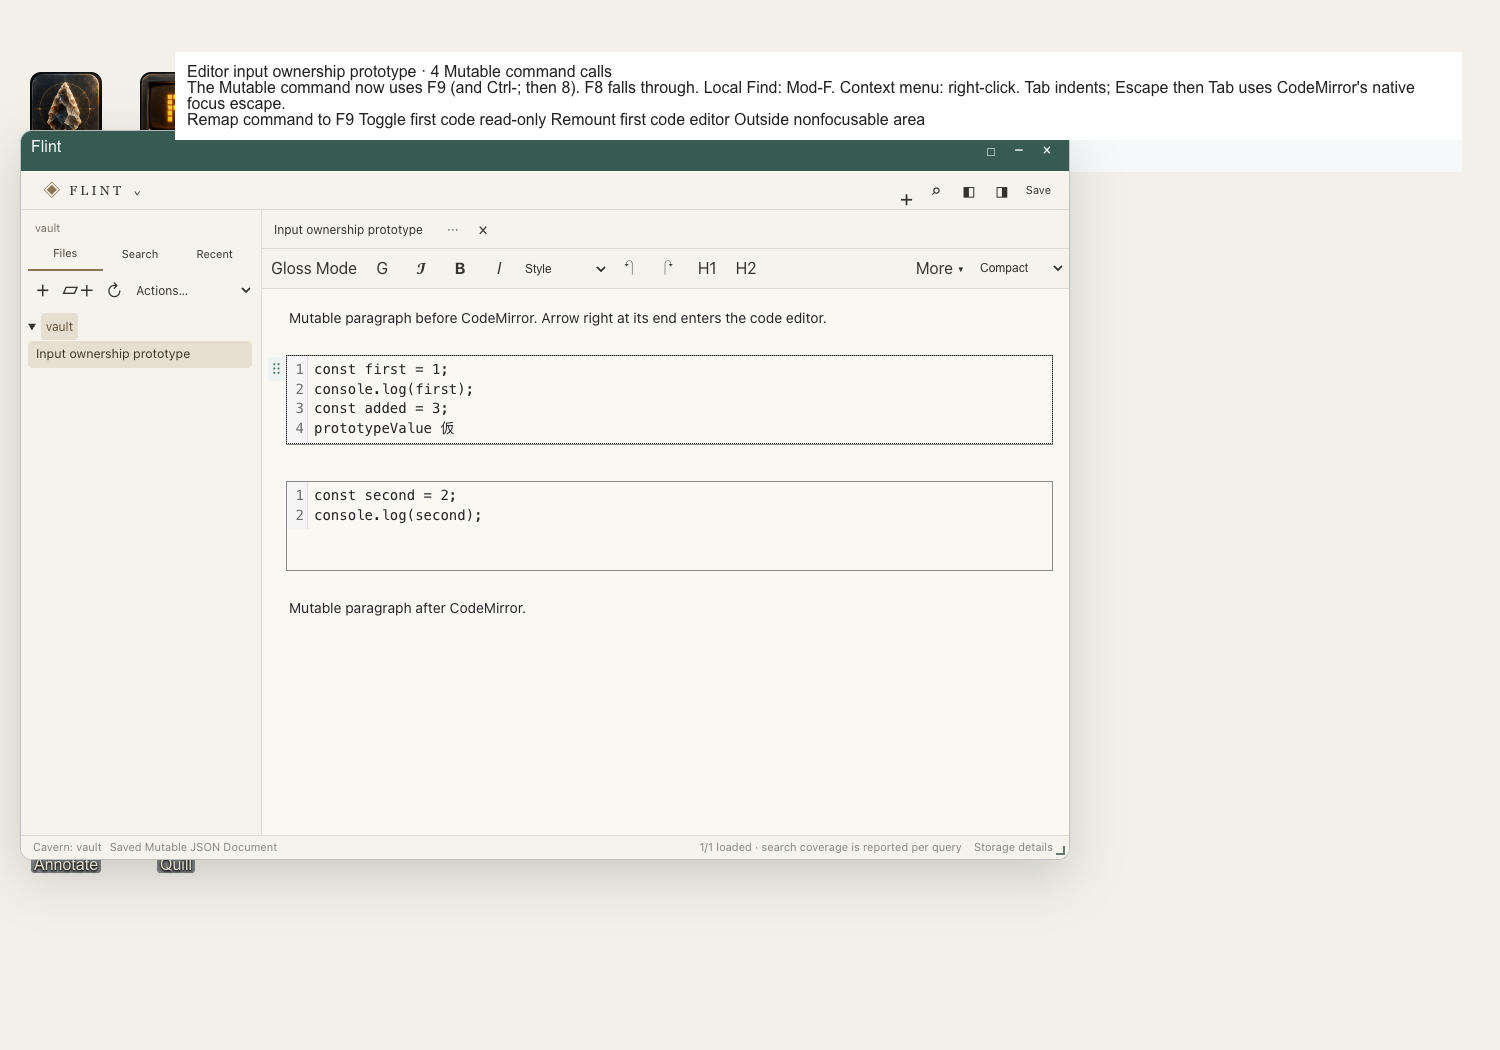 Editor input ownership prototype · 4 Mutable command calls
The Mutable command now uses F9 (and Ctrl-; then 8). F8 falls through. Local Find: Mod-F. Context menu: right-click. Tab indents; Escape then Tab uses CodeMirror's native
focus escape.
Remap command to F9 Toggle first code read-only Remount first code editor Outside nonfocusable area
Flint
FLINT
Save
vault
Files Search Recent
Actions...
vault
Input ownership prototype
Input ownership prototype ··· ×
Gloss Mode G I B I Style H1 H2 More Compact
Mutable paragraph before CodeMirror. Arrow right at its end enters the code editor.
1 const first = 1;
2 console.log(first);
3 const added = 3;
4 prototypeValue 仮
1 const second = 2;
2 console.log(second);
Mutable paragraph after CodeMirror.
Cavern: vault Saved Mutable JSON Document 1/1 loaded · search coverage is reported per query Storage details
Annotate Quill